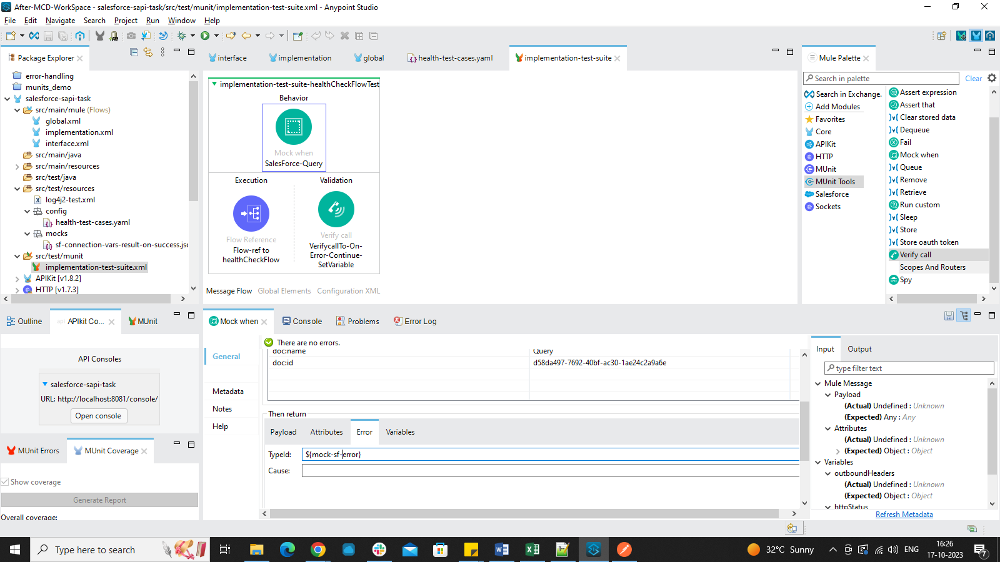 After-MCD-WorkSpace - salesforce-sapi-task/src/test/munit/implementation-test-suite.xml - Anypoint Studio
File Edit Navigate Search Project Run Window Help
Package Explorer
error-handling
munits_demo
salesforce-sapi-task
src/main/mule (Flows)
global.xml
implementation.xml
interface.xml
src/main/java
src/main/resources
src/test/java
src/test/resources
log4j2-test.xml
config
health-test-cases.yaml
mocks
sf-connection-vars-result-on-success.jsc
src/test/munit
implementation-test-suite.xml
APIKit [v1.8.2]
HTTP [v1.7.3]
interface implementation global health-test-cases.yaml implementation-test-suite
implementation-test-suite-healthCheckFlowTest
Behavior
Mock when
SalesForce-Query
Execution Validation
Flow Reference
Flow-ref to
healthCheckFlow
Verify call
VerifycallTo-On-
Error-Continue-
SetVariable
Message Flow Global Elements Configuration XML
Mule Palette
Search in palette Clear
Search in Exchange.
Add Modules
Favorites
Core
APIKit
HTTP
MUnit
MUnit Tools
Salesforce
Sockets
Assert expression
Assert that
Clear stored data
Dequeue
Fail
Mock when
Queue
Remove
Retrieve
Run custom
Sleep
Store
Store oauth token
Verify call
Scopes And Routers
Spy
Outline APIkit Co... MUnit
API Consoles
salesforce-sapi-task
URL: http://localhost:8081/console/
Open console
MUnit Errors MUnit Coverage
Show coverage
Generate Report
Overall coverage:
Mock when Console Problems Error Log
There are no errors.
General
Metadata
Notes
Help
doc:name Query
doc:id d58da497-7692-40bf-ac30-1ae24c2a9a6e
Then return
Payload Attributes Error Variables
TypeId: ${mock-sf-error}
Cause:
Input Output
type filter text
Mule Message
Payload
(Actual) Undefined : Unknown
(Expected) Any : Any
Attributes
(Actual) Undefined : Unknown
(Expected) Object : Object
Variables
outboundHeaders
(Actual) Undefined : Unknown
(Expected) Object : Object
httpStatus
Refresh Metadata
Type here to search
32°C Sunny
ENG
16:26
17-10-2023
7